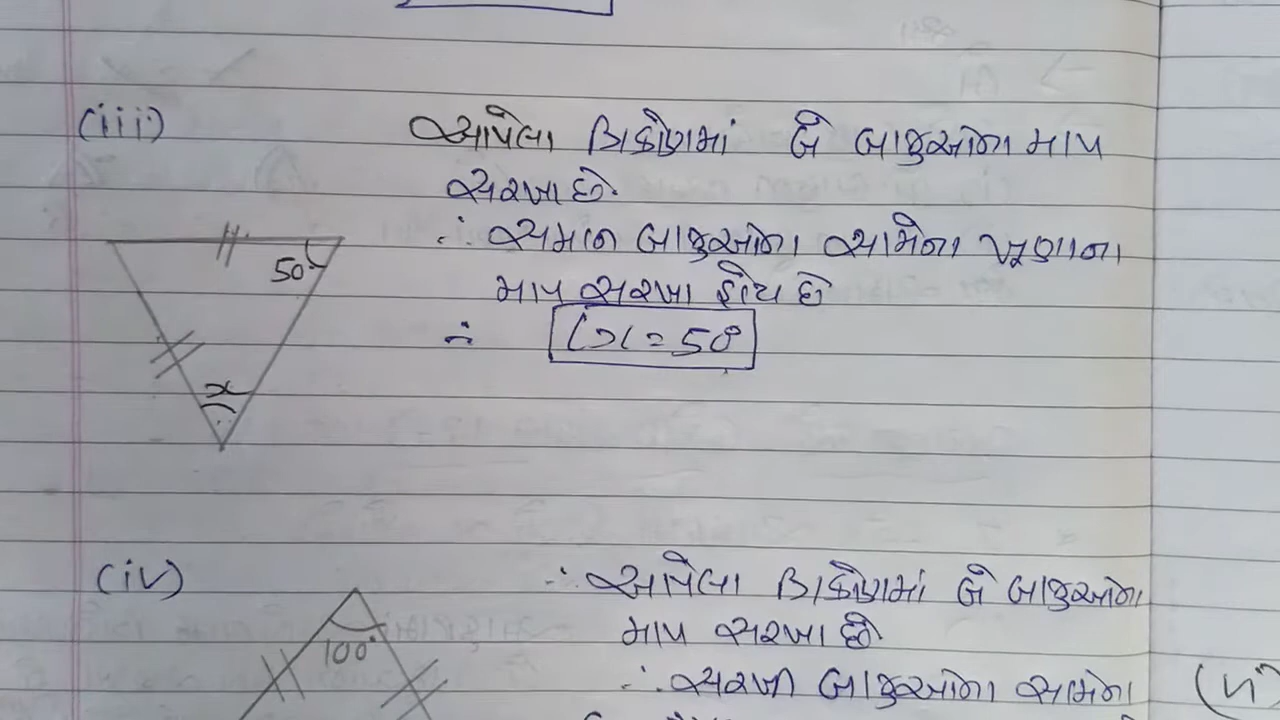 (iii)
આપેલા ત્રિકોણમાં બે બાજુઓના માપ
સરખા છે.
∴ સમાન બાજુઓના સામેના ખૂણાના
માપ સરખા હોય છે
50°
x
∴ x = 50°
(iv)
∴ આપેલા ત્રિકોણમાં બે બાજુઓના
માપ સરખા છે
100°
∴ સરખી બાજુઓના સામેના